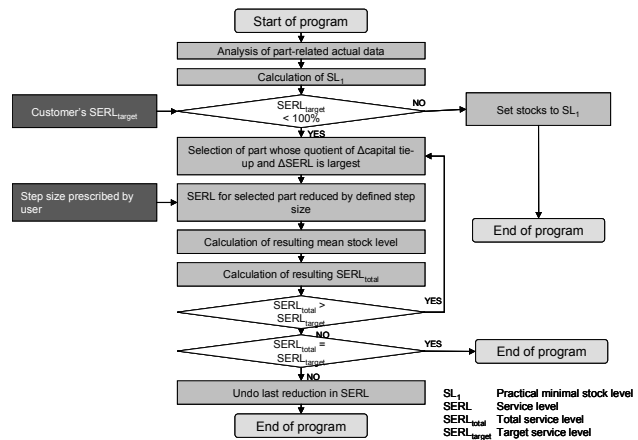 Start of program
Analysis of part-related actual data
Calculation of SL1
Customer's SERLtarget
SERLtarget
< 100%
NO
Set stocks to SL1
YES
Selection of part whose quotient of Δcapital tie-
up and ΔSERL is largest
Step size prescribed by
user
SERL for selected part reduced by defined step
size
End of program
Calculation of resulting mean stock level
Calculation of resulting SERLtotal
SERLtotal >
SERLtarget
YES
NO
SERLtotal =
SERLtarget
YES
End of program
NO
Undo last reduction in SERL
End of program
SL1 Practical minimal stock level
SERL Service level
SERLtotal Total service level
SERLtarget Target service level